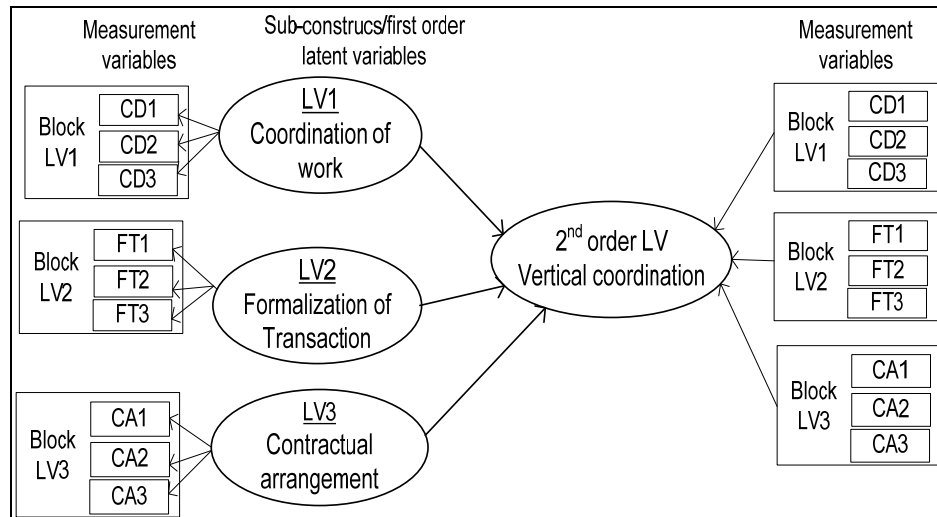 Measurement
variables
Sub-construcs/first order
latent variables
Measurement
variables
Block
LV1
CD1
CD2
CD3
LV1
Coordination of
work
Block
LV2
FT1
FT2
FT3
LV2
Formalization of
Transaction
Block
LV3
CA1
CA2
CA3
LV3
Contractual
arrangement
2nd order LV
Vertical coordination
Block
LV1
CD1
CD2
CD3
Block
LV2
FT1
FT2
FT3
Block
LV3
CA1
CA2
CA3